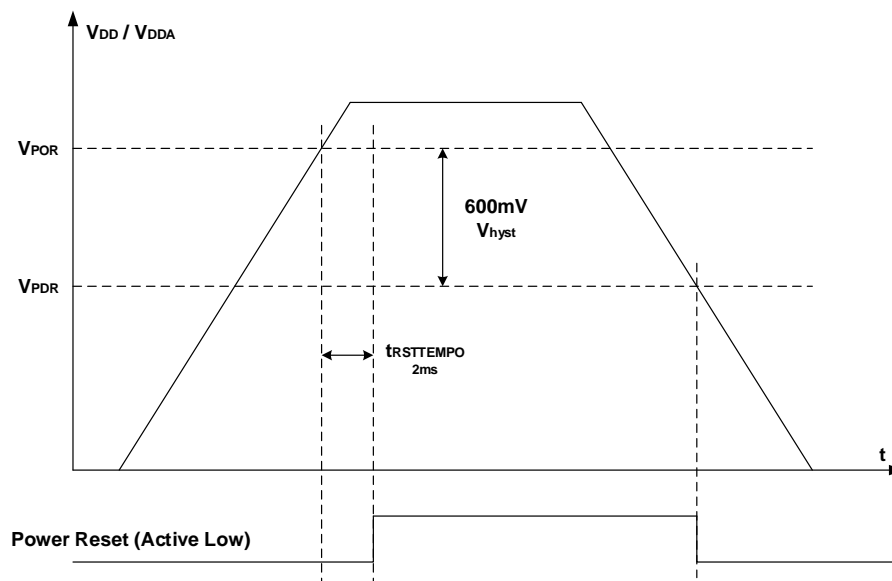 VDD / VDDA
VPOR
600mV
Vhyst
VPDR
tRSTTEMPO
2ms
t
Power Reset (Active Low)